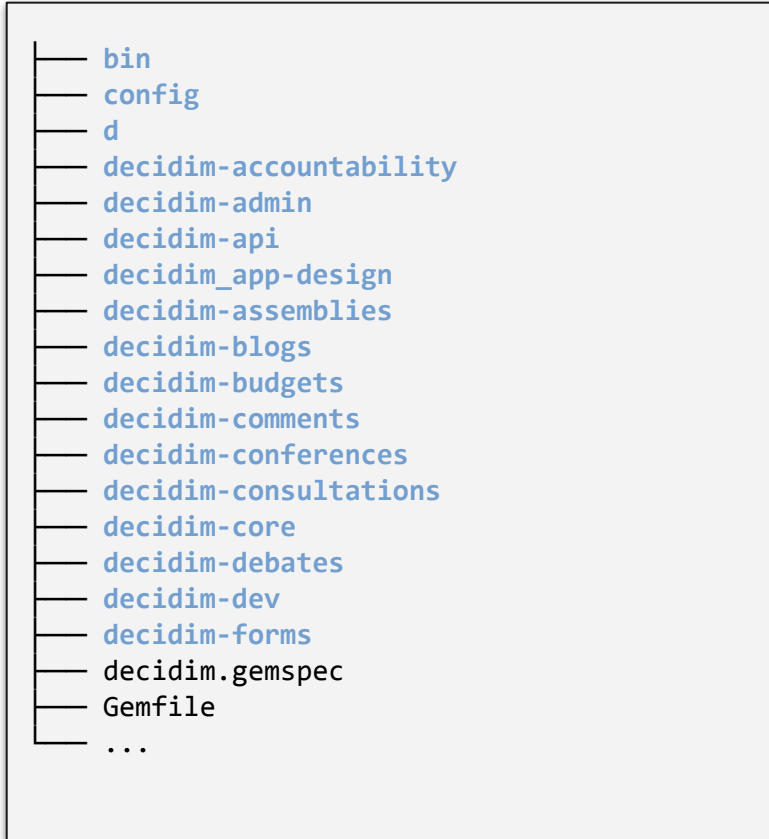 ├── bin
├── config
├── d
├── decidim-accountability
├── decidim-admin
├── decidim-api
├── decidim_app-design
├── decidim-assemblies
├── decidim-blogs
├── decidim-budgets
├── decidim-comments
├── decidim-conferences
├── decidim-consultations
├── decidim-core
├── decidim-debates
├── decidim-dev
├── decidim-forms
├── decidim.gemspec
├── Gemfile
└── ...